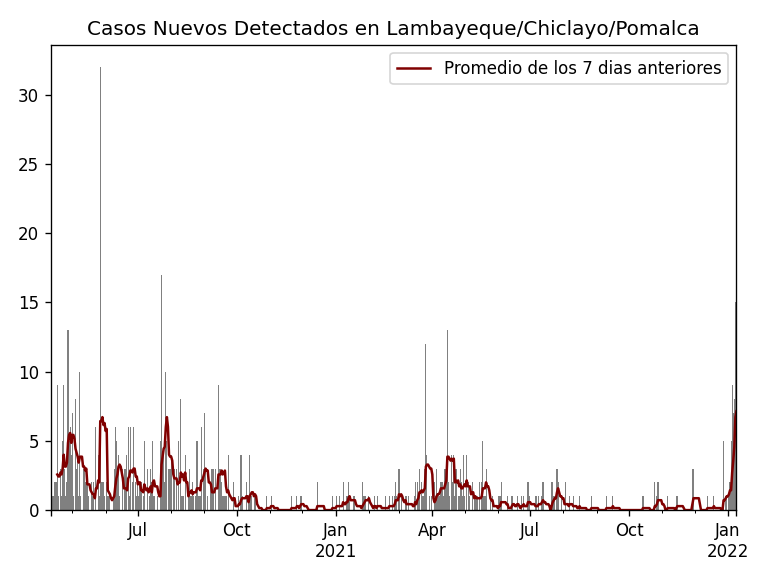 Casos Nuevos Detectados en Lambayeque/Chiclayo/Pomalca
Promedio de los 7 dias anteriores
30
25
20
15
10
5
0
Jul
Oct
Jan
2021
Apr
Jul
Oct
Jan
2022